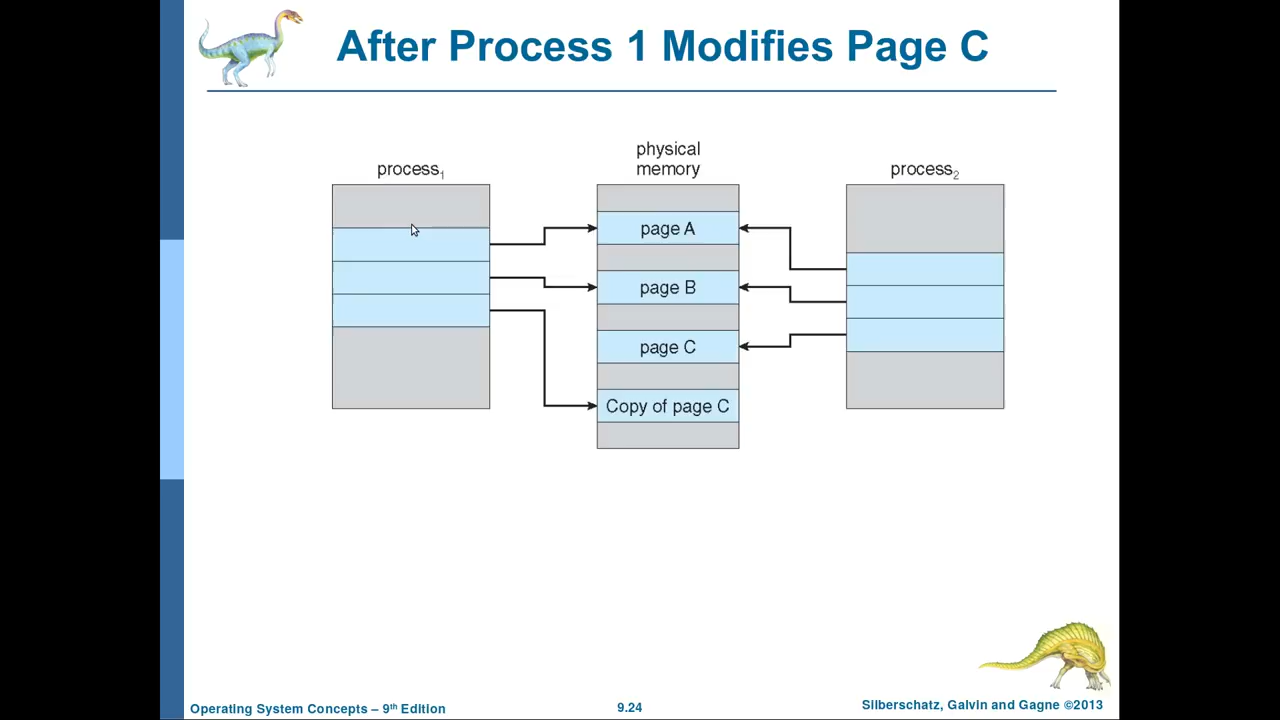 After Process 1 Modifies Page C
process₁
physical
memory
process₂
page A
page B
page C
Copy of page C
Operating System Concepts – 9th Edition
9.24
Silberschatz, Galvin and Gagne ©2013